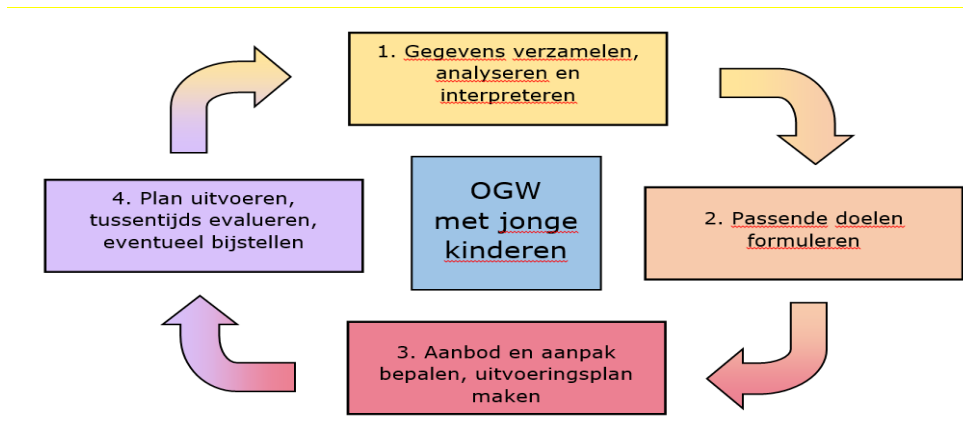 1. Gegevens verzamelen,
analyseren en
interpreteren
OGW
met jonge
kinderen
4. Plan uitvoeren,
tussentijds evalueren,
eventueel bijstellen
2. Passende doelen
formuleren
3. Aanbod en aanpak
bepalen, uitvoeringsplan
maken